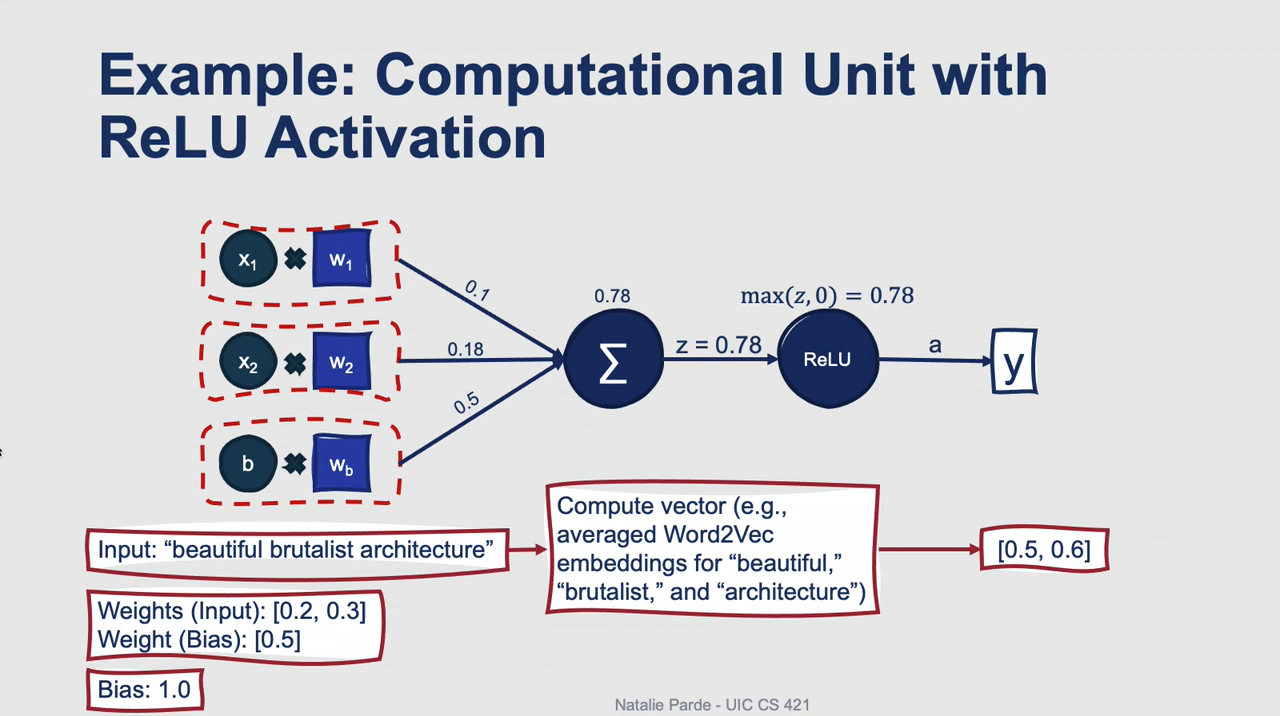 Example: Computational Unit with
ReLU Activation
x1 ✖ w1
0.1
x2 ✖ w2
0.18
b ✖ wb
0.5
0.78
∑
z = 0.78
max(z, 0) = 0.78
ReLU
a
y
Input: “beautiful brutalist architecture”
Compute vector (e.g.,
averaged Word2Vec
embeddings for “beautiful,”
“brutalist,” and “architecture”)
[0.5, 0.6]
Weights (Input): [0.2, 0.3]
Weight (Bias): [0.5]
Bias: 1.0
Natalie Parde - UIC CS 421